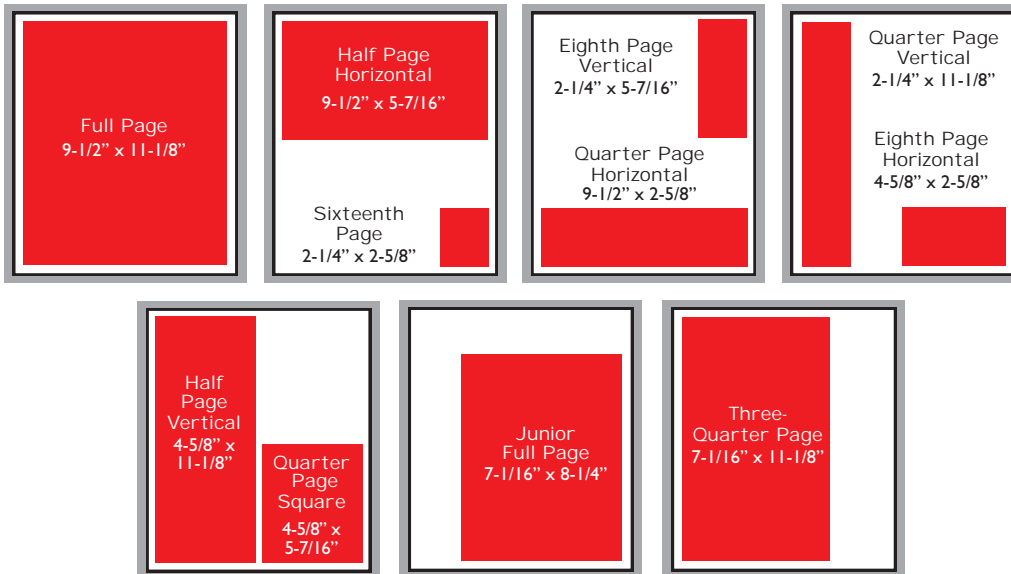 Full Page
9-1/2” x 11-1/8”
Half Page
Horizontal
9-1/2” x 5-7/16”
Sixteenth
Page
2-1/4” x 2-5/8”
Eighth Page
Vertical
2-1/4” x 5-7/16”
Quarter Page
Horizontal
9-1/2” x 2-5/8”
Quarter Page
Vertical
2-1/4” x 11-1/8”
Eighth Page
Horizontal
4-5/8” x 2-5/8”
Half
Page
Vertical
4-5/8” x
11-1/8”
Quarter
Page
Square
4-5/8” x
5-7/16”
Junior
Full Page
7-1/16” x 8-1/4”
Three-
Quarter Page
7-1/16” x 11-1/8”